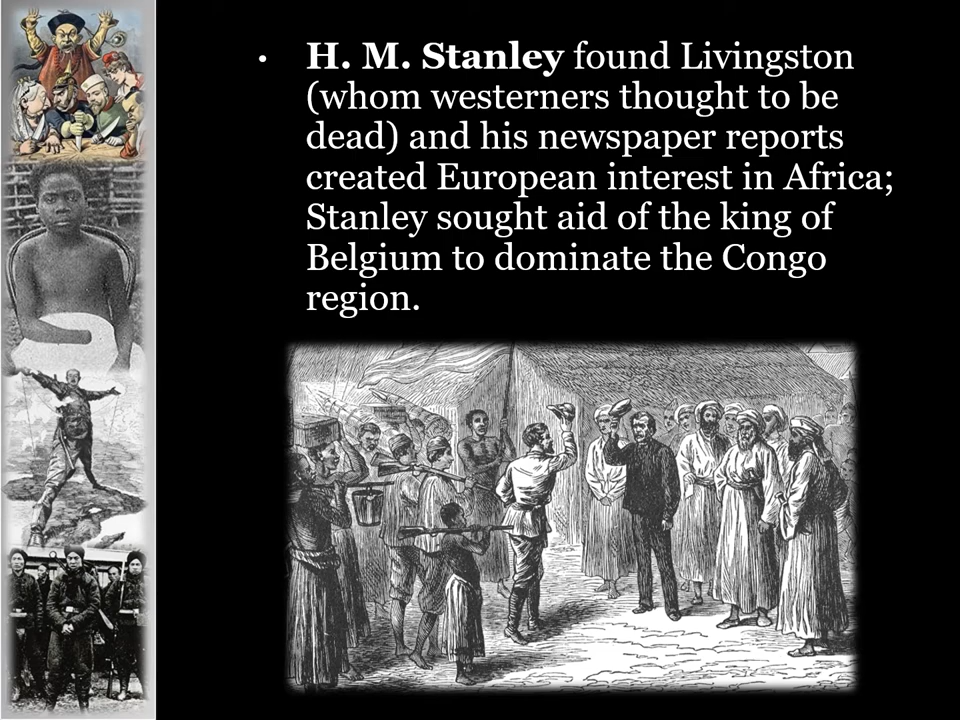 • H. M. Stanley found Livingston
(whom westerners thought to be
dead) and his newspaper reports
created European interest in Africa;
Stanley sought aid of the king of
Belgium to dominate the Congo
region.